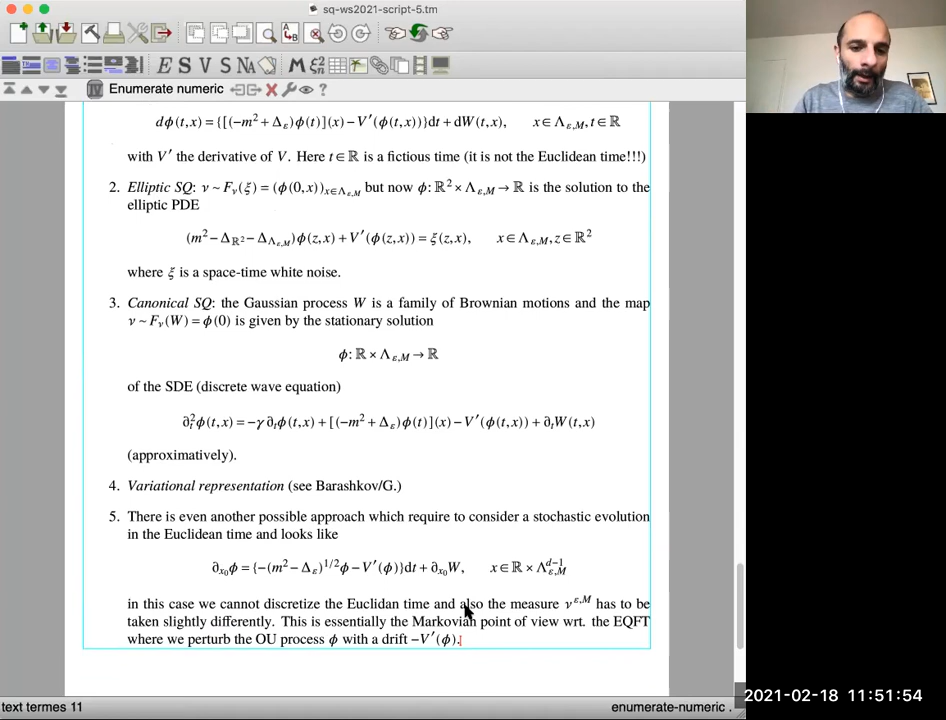 sq-ws2021-script-5.tm
E S V S NA
Enumerate numeric
dϕ(t,x) = {[(−m² + Δ_ε)ϕ(t)](x) − V′(ϕ(t,x))}dt + dW(t,x), x∈Λ_{ε,M}, t∈ℝ
with V′ the derivative of V. Here t∈ℝ is a fictious time (it is not the Euclidean time!!!)
2. Elliptic SQ: ν ∼ F_ν(ξ) = (ϕ(0,x))_{x∈Λ_{ε,M}} but now ϕ: ℝ² × Λ_{ε,M} → ℝ is the solution to the
elliptic PDE
(m² − Δ_{ℝ²} − Δ_{Λ_{ε,M}})ϕ(z,x) + V′(ϕ(z,x)) = ξ(z,x), x∈Λ_{ε,M}, z∈ℝ²
where ξ is a space-time white noise.
3. Canonical SQ: the Gaussian process W is a family of Brownian motions and the map
ν ∼ F_ν(W) = ϕ(0) is given by the stationary solution
ϕ: ℝ × Λ_{ε,M} → ℝ
of the SDE (discrete wave equation)
∂_t²ϕ(t,x) = −γ∂_tϕ(t,x) + [(−m² + Δ_ε)ϕ(t)](x) − V′(ϕ(t,x)) + ∂_tW(t,x)
(approximatively).
4. Variational representation (see Barashkov/G.)
5. There is even another possible approach which require to consider a stochastic evolution
in the Euclidean time and looks like
∂_{x₀}ϕ = {−(m² − Δ_ε)^{1/2}ϕ − V′(ϕ)}dt + ∂_{x₀}W, x∈ℝ × Λ_{ε,M}^{d−1}
in this case we cannot discretize the Euclidan time and also the measure ν^{ε,M} has to be
taken slightly differently. This is essentially the Markovian point of view wrt. the EQFT
where we perturb the OU process ϕ with a drift −V′(ϕ).
2021-02-18 11:51:54
text termes 11
enumerate-numeric .